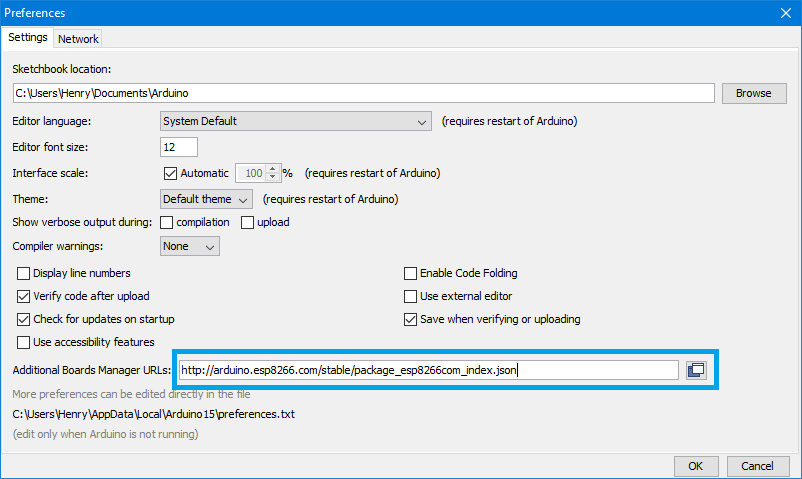 Preferences
Settings Network
Sketchbook location:
C:\Users\Henry\Documents\Arduino Browse
Editor language: System Default (requires restart of Arduino)
Editor font size: 12
Interface scale: Automatic 100 % (requires restart of Arduino)
Theme: Default theme (requires restart of Arduino)
Show verbose output during: compilation upload
Compiler warnings: None
Display line numbers Enable Code Folding
Verify code after upload Use external editor
Check for updates on startup Save when verifying or uploading
Use accessibility features
Additional Boards Manager URLs: http://arduino.esp8266.com/stable/package_esp8266com_index.json
More preferences can be edited directly in the file
C:\Users\Henry\AppData\Local\Arduino15\preferences.txt
(edit only when Arduino is not running)
OK Cancel